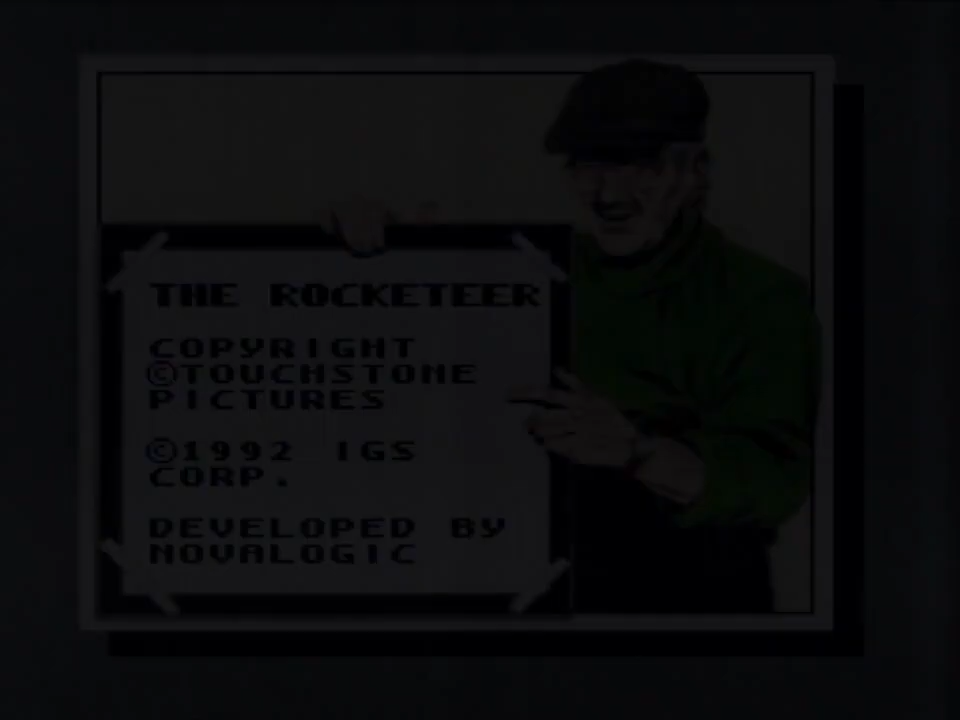 THE ROCKETEER
COPYRIGHT
©TOUCHSTONE
PICTURES
©1992 IGS
CORP.
DEVELOPED BY
NOVALOGIC